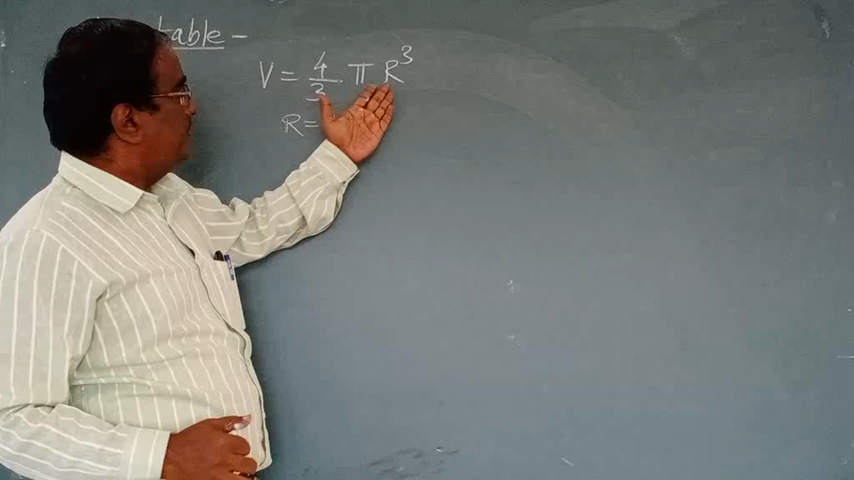 table -
V = 4/3 . π R³
R =